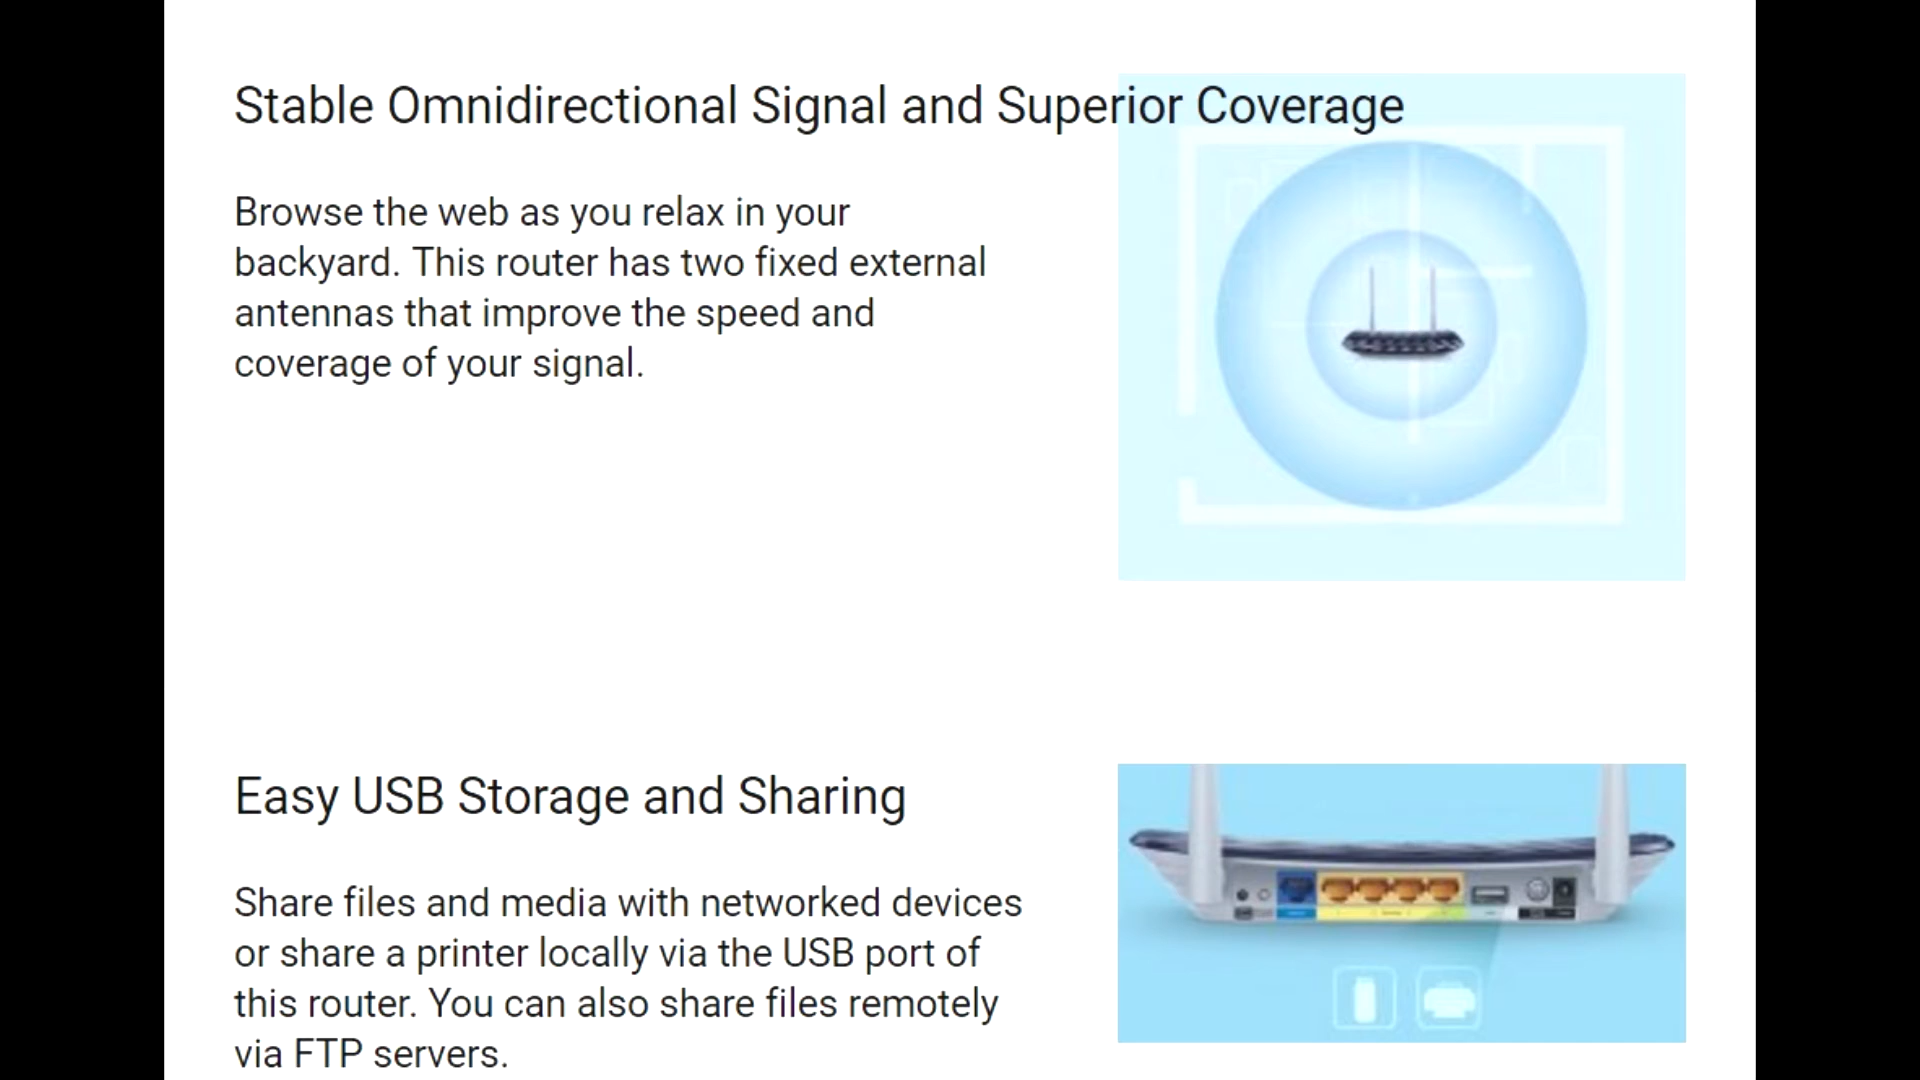 Stable Omnidirectional Signal and Superior Coverage
Browse the web as you relax in your
backyard. This router has two fixed external
antennas that improve the speed and
coverage of your signal.
Easy USB Storage and Sharing
Share files and media with networked devices
or share a printer locally via the USB port of
this router. You can also share files remotely
via FTP servers.